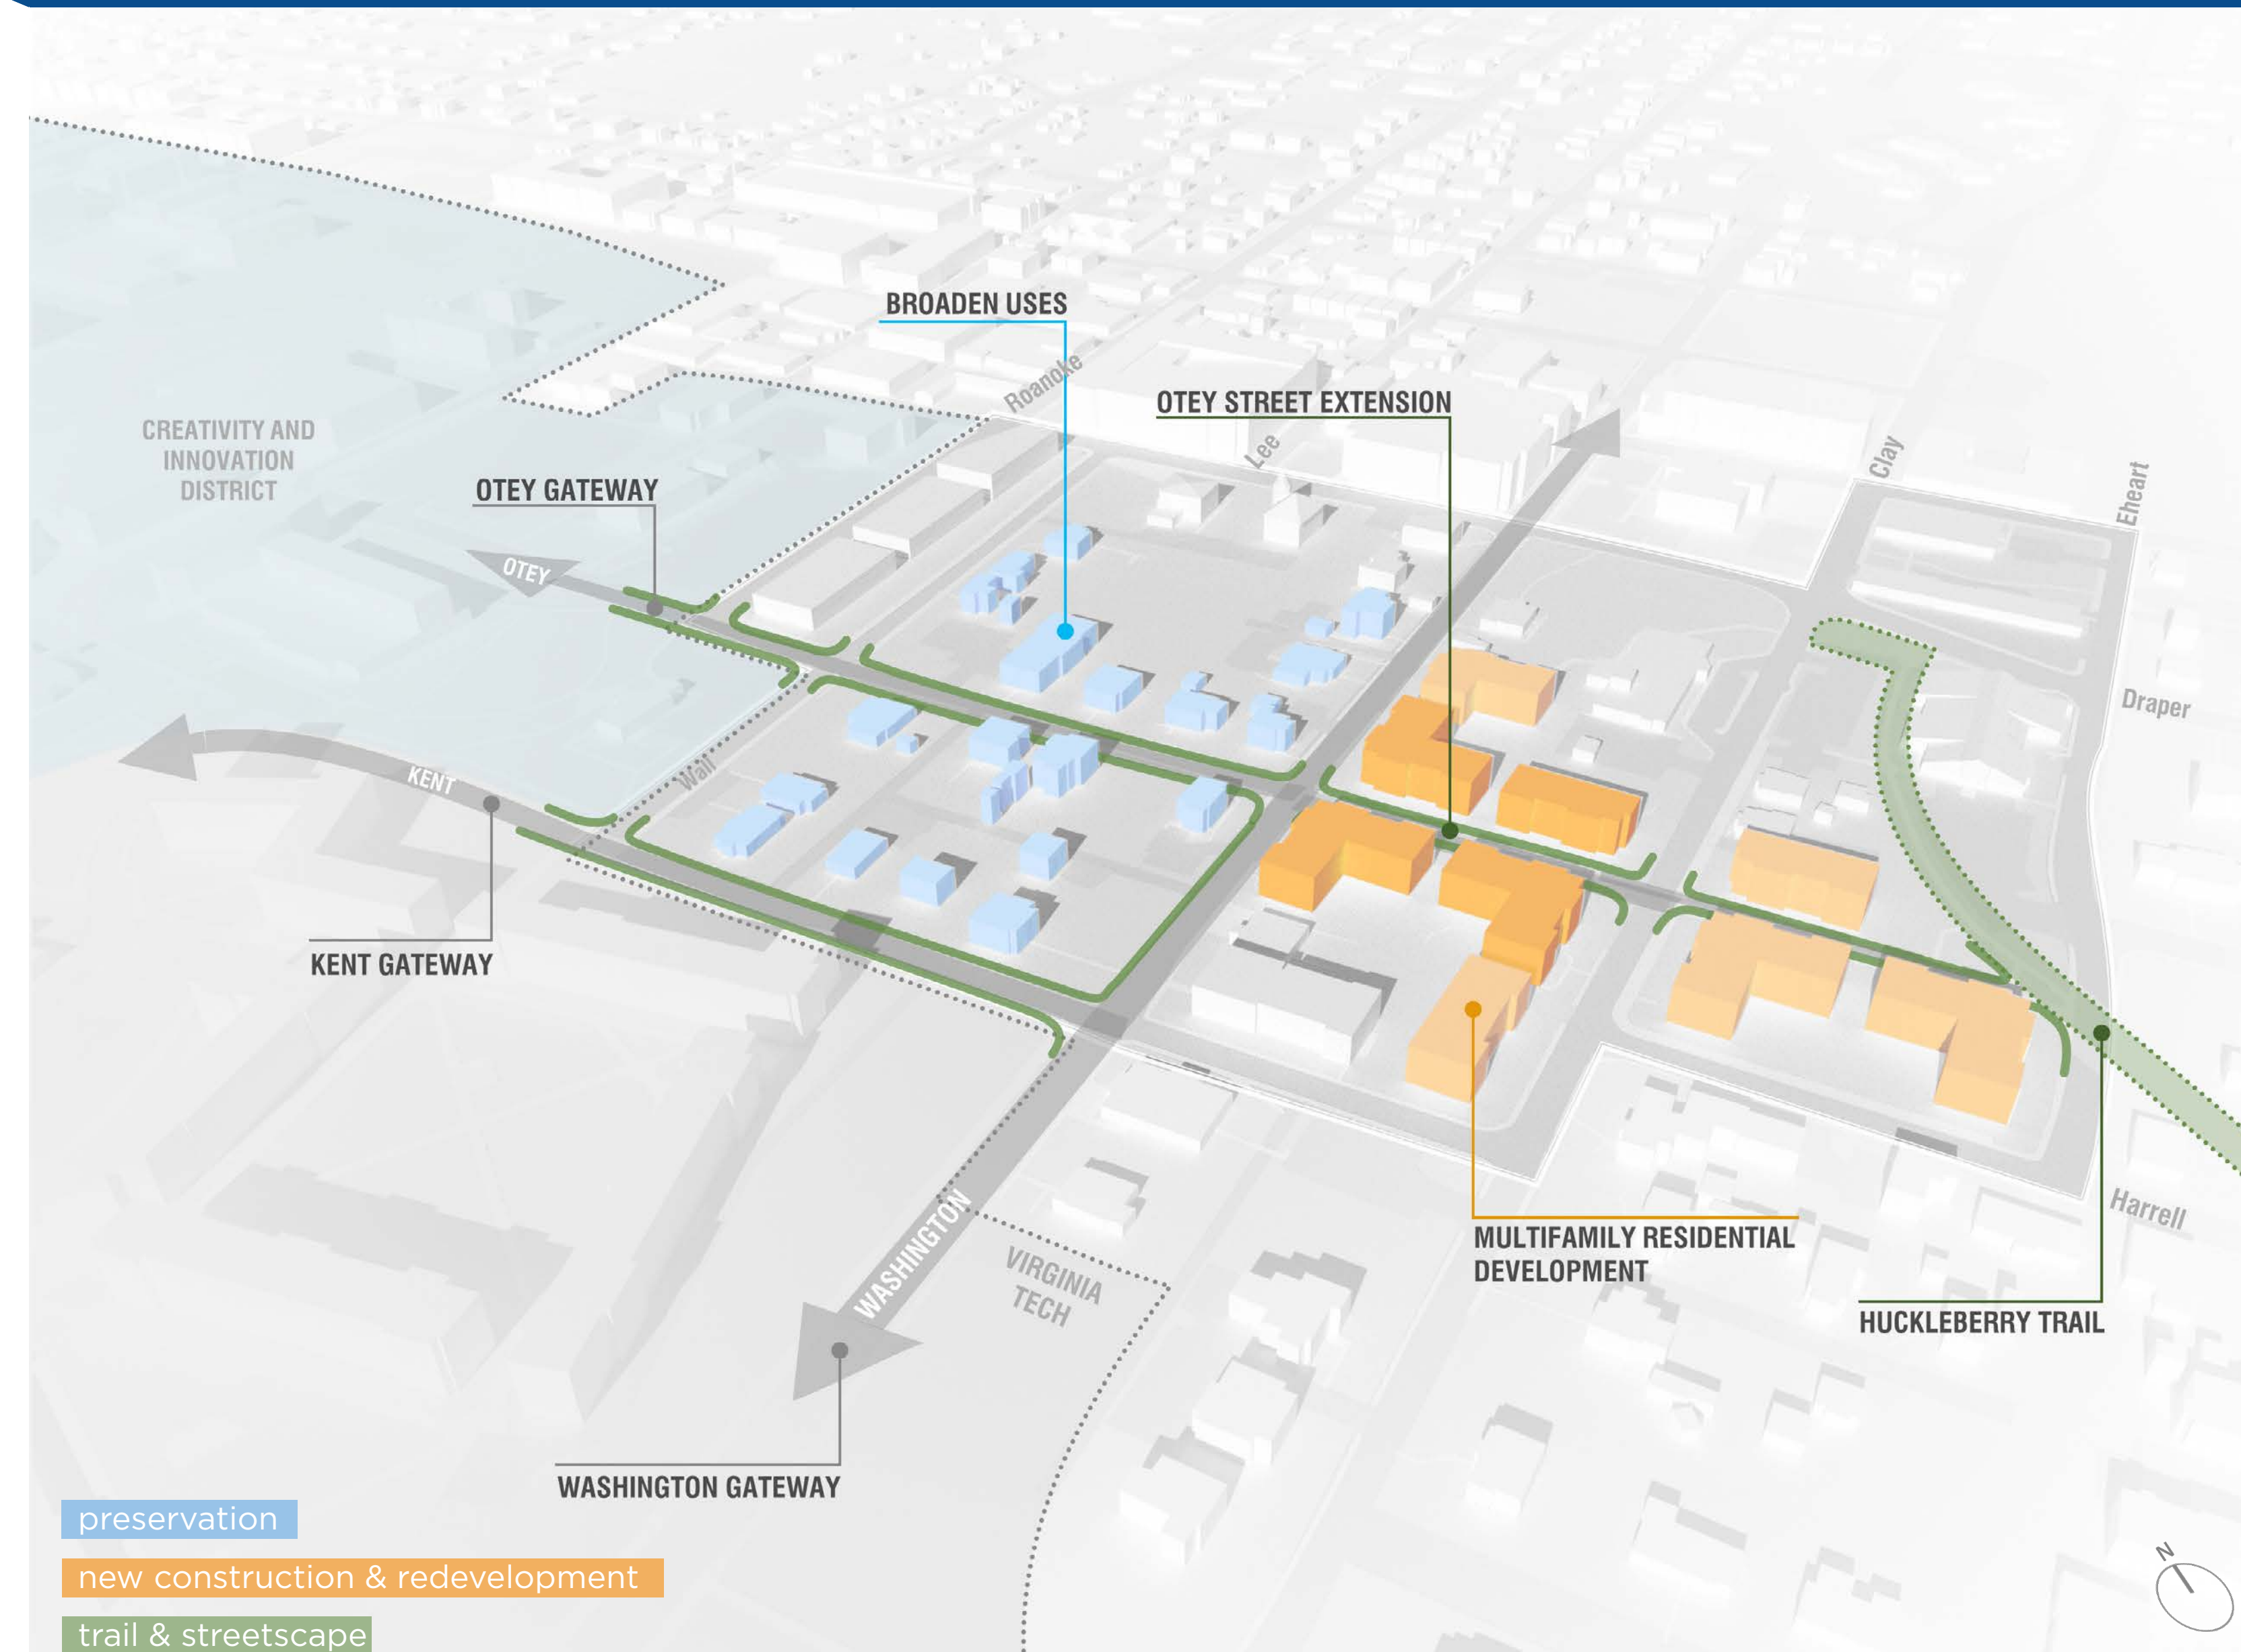 BROADEN USES
Roanoke
OTEY STREET EXTENSION
Lee
CREATIVITY AND
INNOVATION
DISTRICT
Clay
Eheart
OTEY GATEWAY
OTEY
Draper
Wall
KENT
KENT GATEWAY
WASHINGTON
VIRGINIA
TECH
Harrell
MULTIFAMILY RESIDENTIAL
DEVELOPMENT
HUCKLEBERRY TRAIL
WASHINGTON GATEWAY
preservation
new construction & redevelopment
trail & streetscape
N